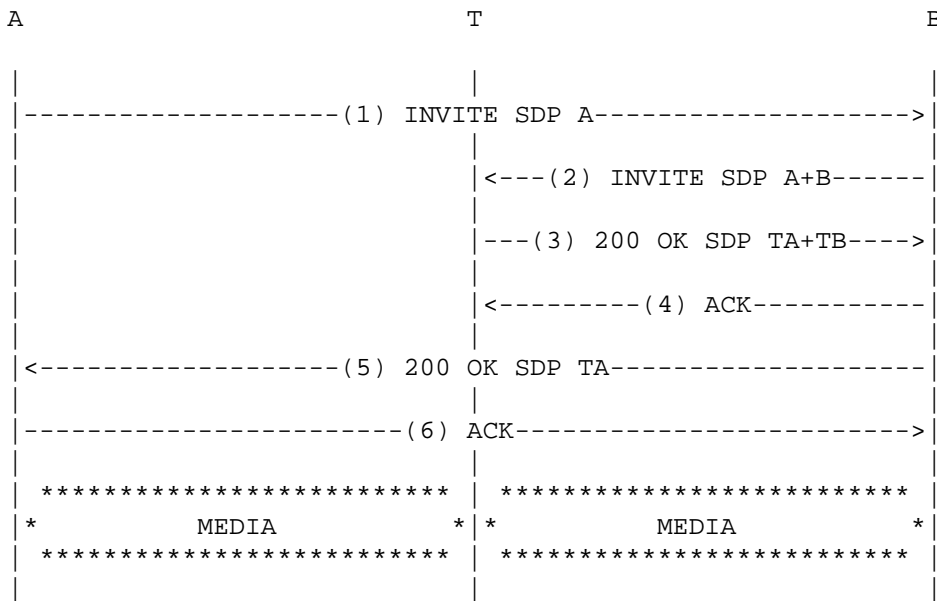 A T B
(1) INVITE SDP A
(2) INVITE SDP A+B
(3) 200 OK SDP TA+TB
(4) ACK
(5) 200 OK SDP TA
(6) ACK
MEDIA MEDIA